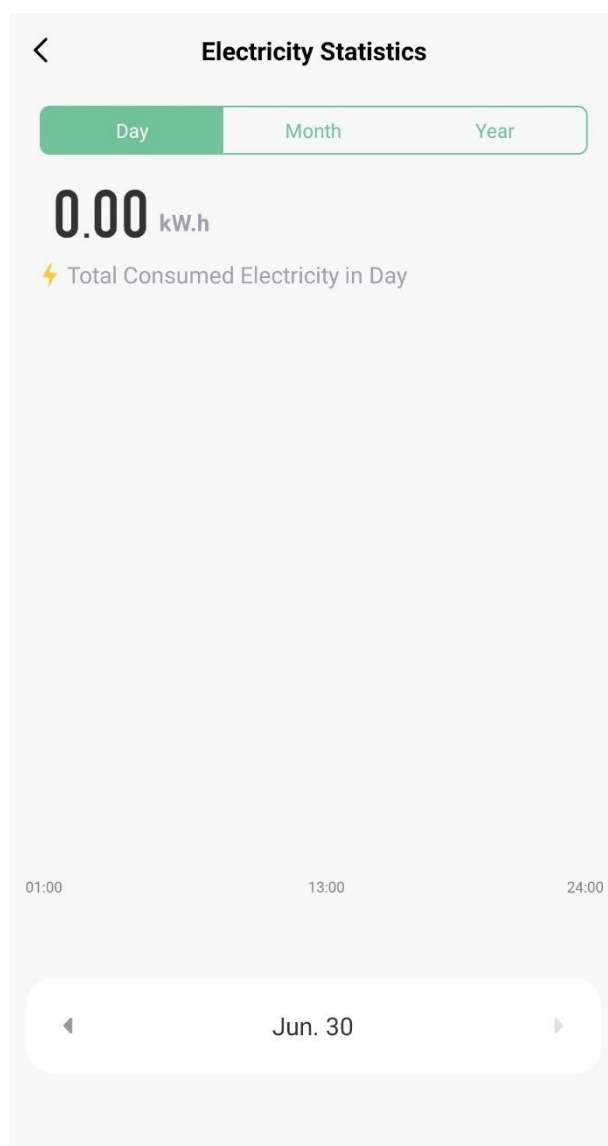 Electricity Statistics
Day Month Year
0.00 kW.h
Total Consumed Electricity in Day
01:00 13:00 24:00
Jun. 30